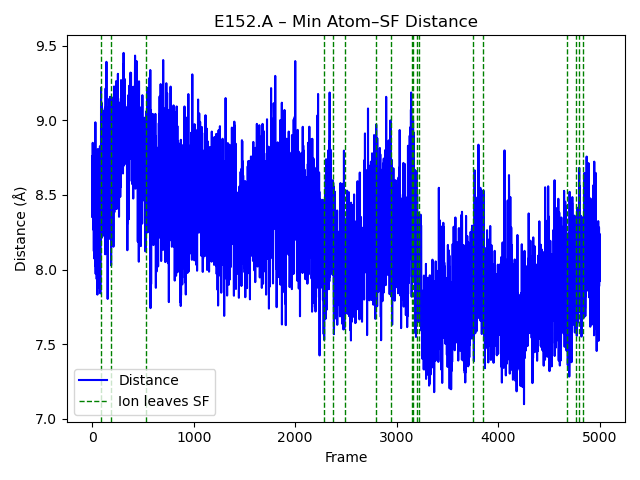 E152.A – Min Atom–SF Distance
9.5
9.0
8.5
8.0
7.5
7.0
Distance (Å)
Distance
Ion leaves SF
0
1000
2000
3000
4000
5000
Frame